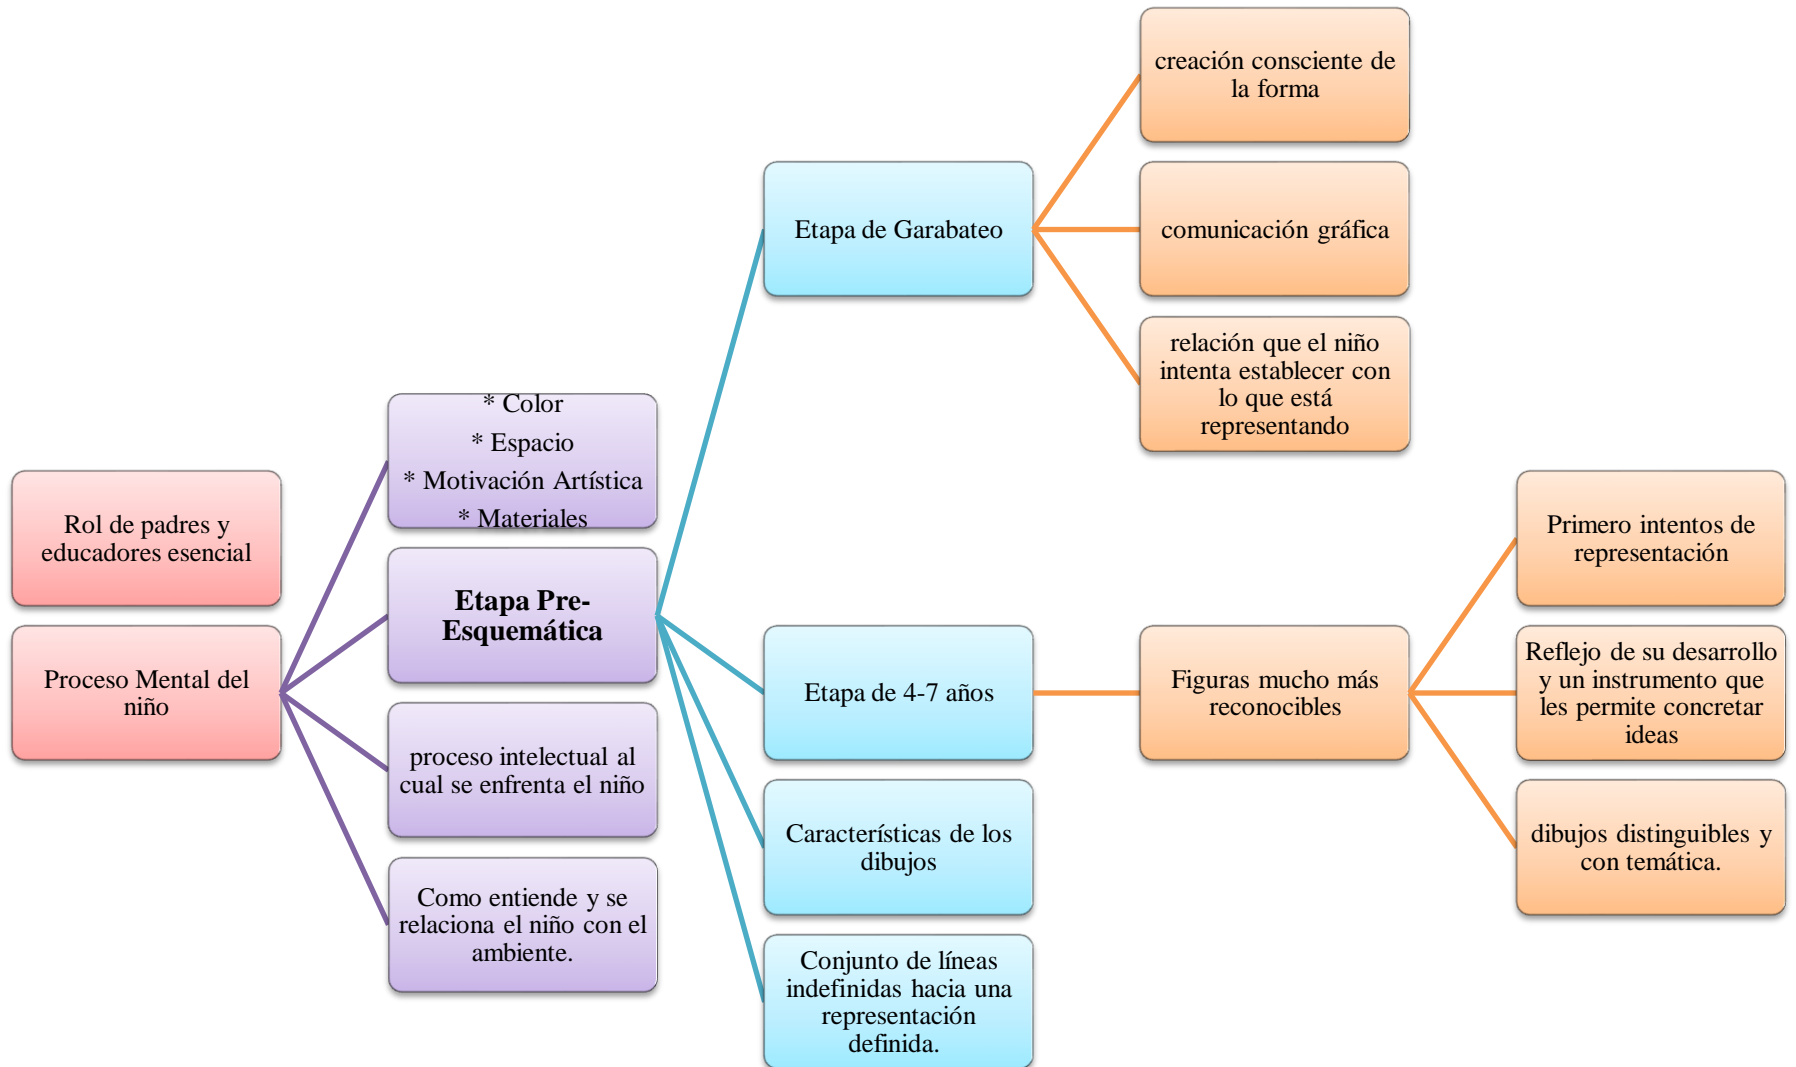 Rol de padres y
educadores esencial
Proceso Mental del
niño
* Color
* Espacio
* Motivación Artística
* Materiales
Etapa Pre-
Esquemática
proceso intelectual al
cual se enfrenta el niño
Como entiende y se
relaciona el niño con el
ambiente.
Etapa de Garabateo
creación consciente de
la forma
comunicación gráfica
relación que el niño
intenta establecer con
lo que está
representando
Etapa de 4-7 años
Figuras mucho más
reconocibles
Primero intentos de
representación
Reflejo de su desarrollo
y un instrumento que
les permite concretar
ideas
dibujos distinguibles y
con temática.
Característícas de los
dibujos
Conjunto de líneas
indefinidas hacia una
representación
definida.